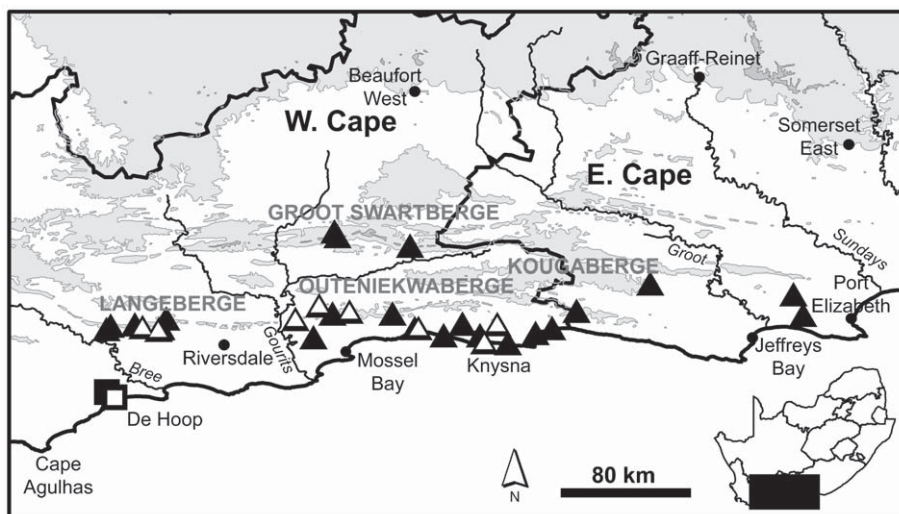 Graaff-Reinet
Beaufort
West
W. Cape
Somerset
East
E. Cape
GROOT SWARTBERGE
Groot
Sundays
KOUGABERGE
Port
Elizabeth
LANGEBERGE
OUTENIEKWABERGE
Gourits
Riversdale
Bree
Mossel
Bay
Knysna
Jeffreys
Bay
De Hoop
Cape
Agulhas
N
80 km